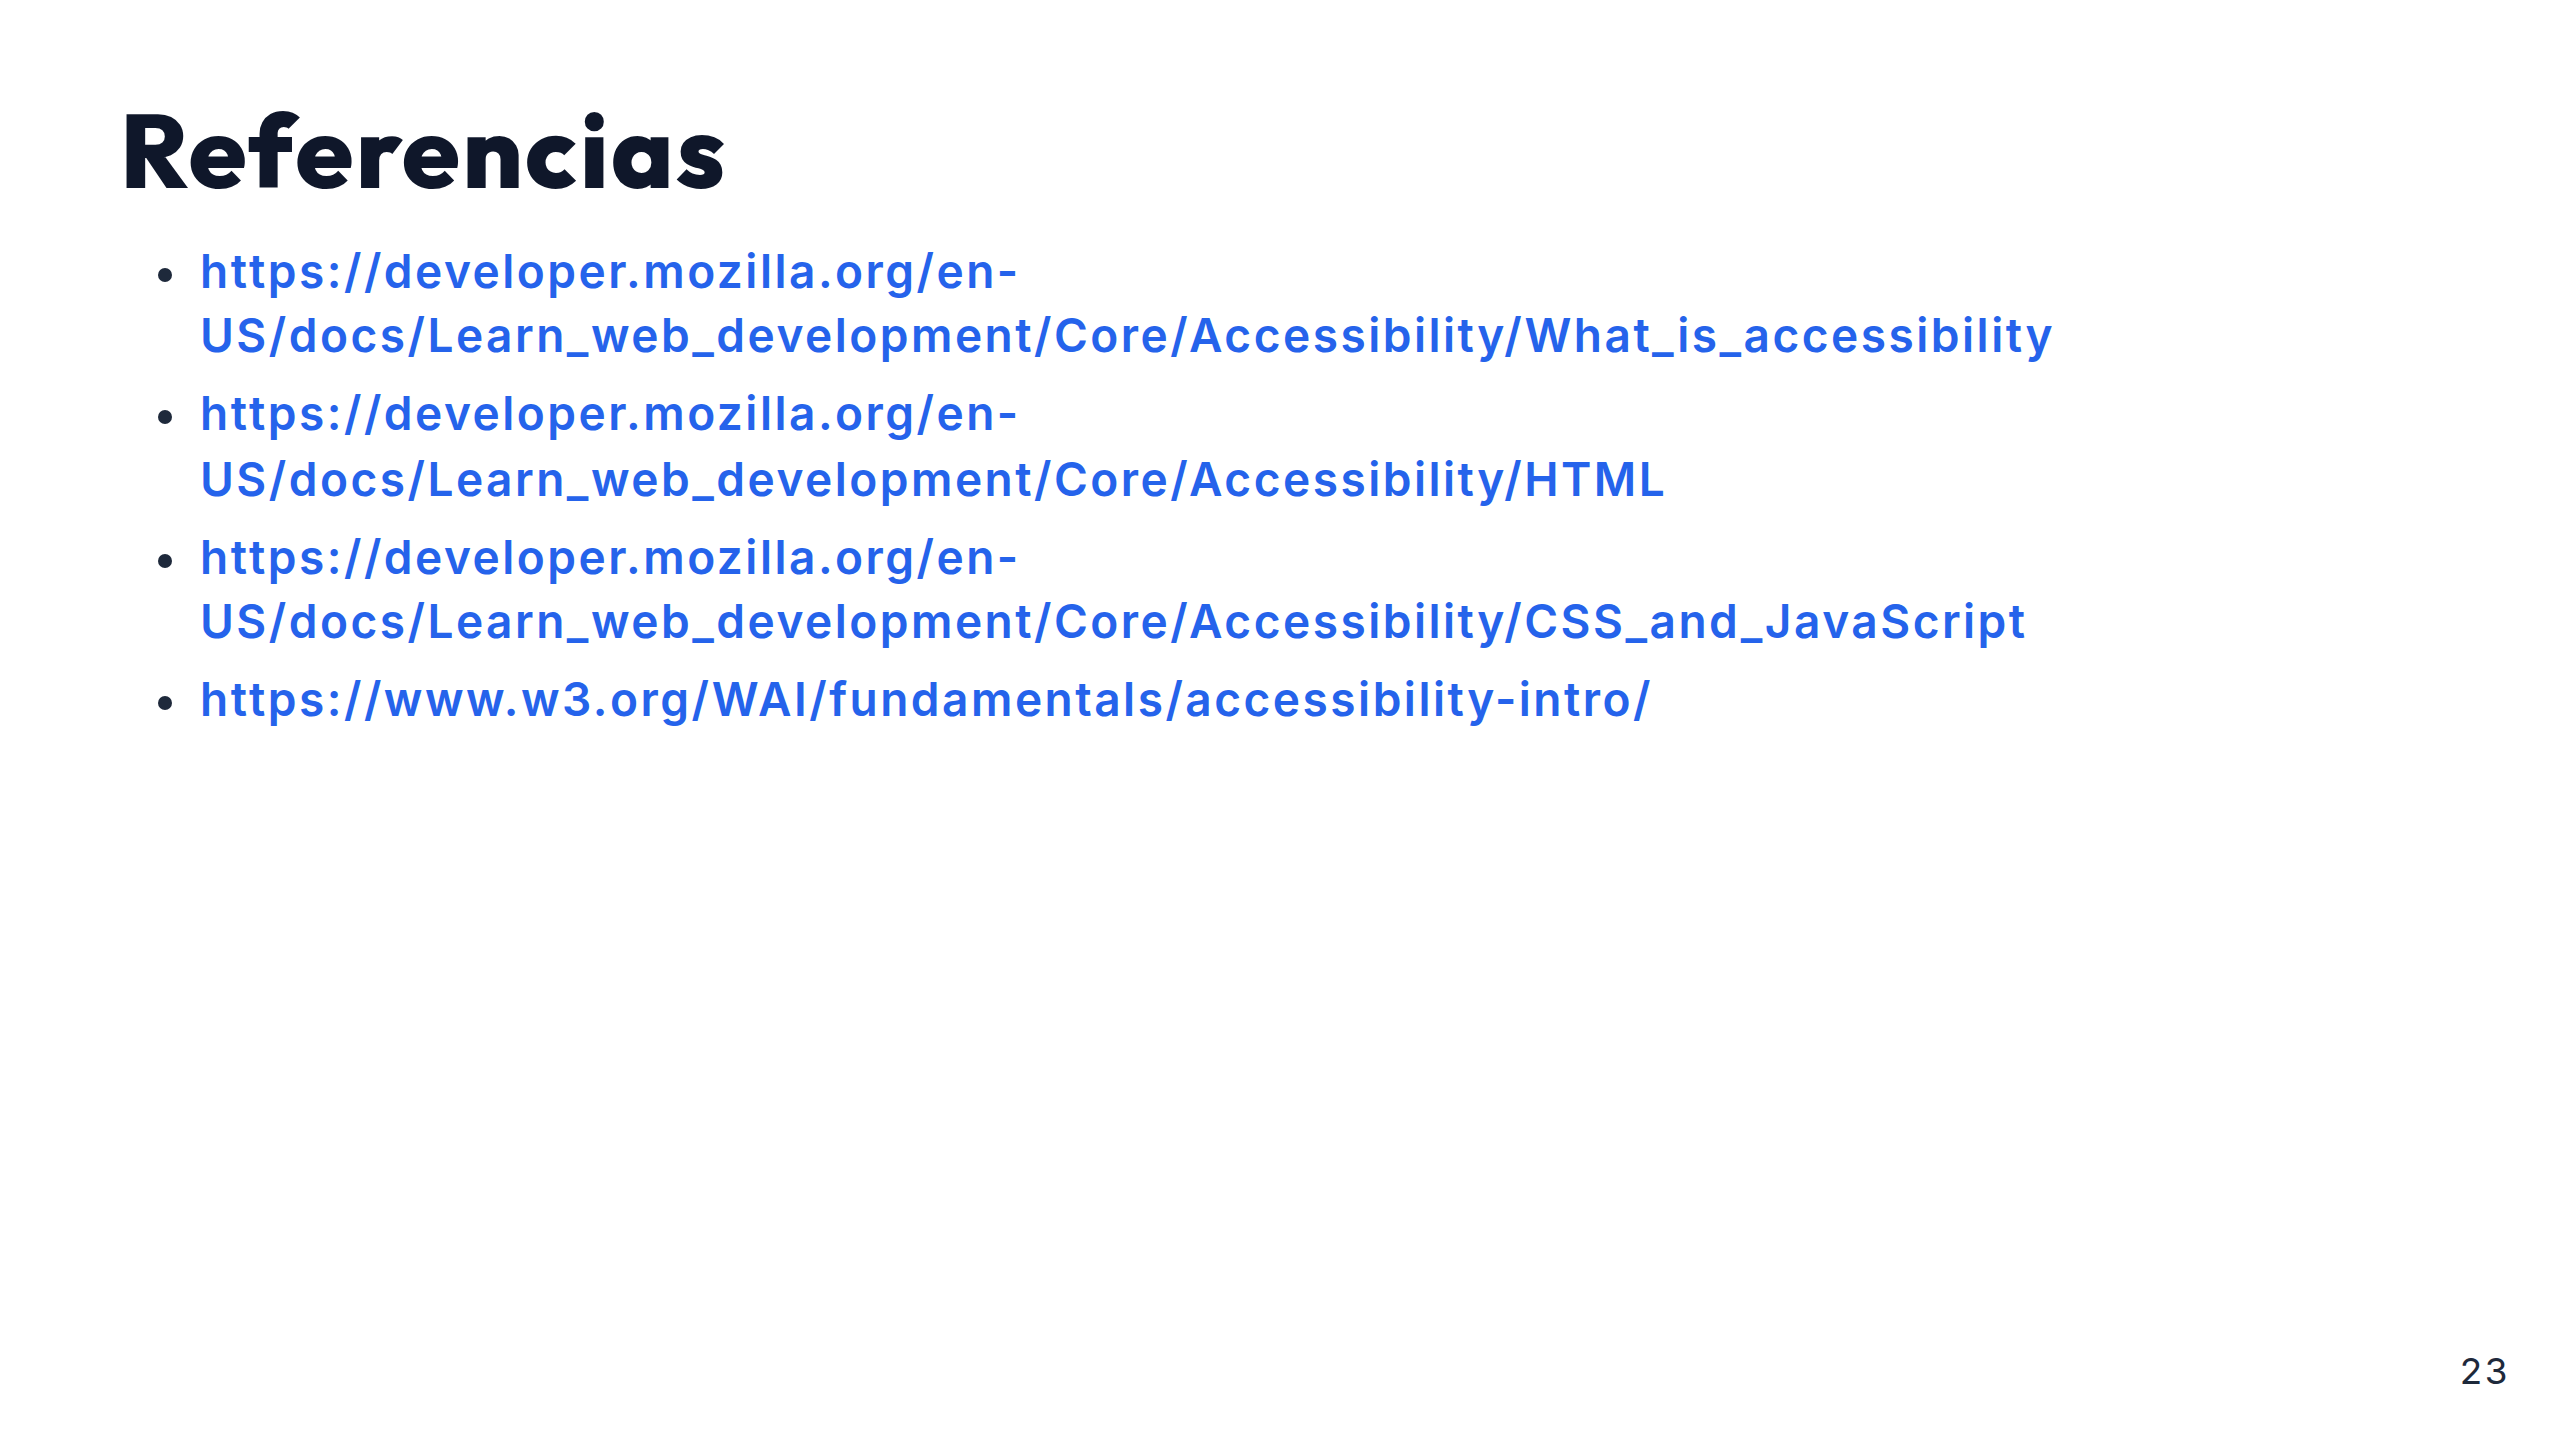 Referencias
• https://developer.mozilla.org/en-
US/docs/Learn_web_development/Core/Accessibility/What_is_accessibility
• https://developer.mozilla.org/en-
US/docs/Learn_web_development/Core/Accessibility/HTML
• https://developer.mozilla.org/en-
US/docs/Learn_web_development/Core/Accessibility/CSS_and_JavaScript
• https://www.w3.org/WAI/fundamentals/accessibility-intro/
23